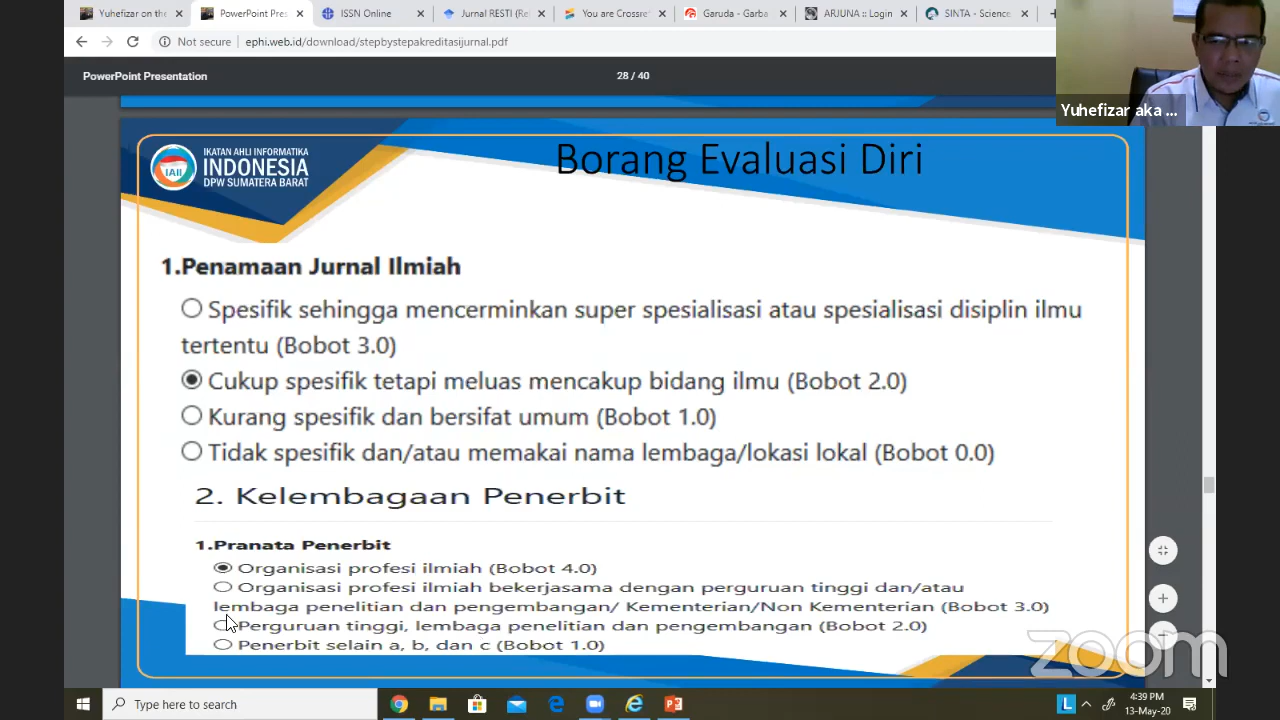 Yuhefizar on the
PowerPoint Pres
ISSN Online
Jurnal RESTI (Re
You are Crossre
Garuda - Garba
ARJUNA :: Login
SINTA - Science
Not secure
ephi.web.id/download/stepbystepakreditasijurnal.pdf
PowerPoint Presentation
28 / 40
Yuhefizar aka ...
IAII
IKATAN AHLI INFORMATIKA
INDONESIA
DPW SUMATERA BARAT
Borang Evaluasi Diri
1.Penamaan Jurnal Ilmiah
Spesifik sehingga mencerminkan super spesialisasi atau spesialisasi disiplin ilmu
tertentu (Bobot 3.0)
Cukup spesifik tetapi meluas mencakup bidang ilmu (Bobot 2.0)
Kurang spesifik dan bersifat umum (Bobot 1.0)
Tidak spesifik dan/atau memakai nama lembaga/lokasi lokal (Bobot 0.0)
2. Kelembagaan Penerbit
1.Pranata Penerbit
Organisasi profesi ilmiah (Bobot 4.0)
Organisasi profesi ilmiah bekerjasama dengan perguruan tinggi dan/atau
lembaga penelitian dan pengembangan/ Kementerian/Non Kementerian (Bobot 3.0)
Perguruan tinggi, lembaga penelitian dan pengembangan (Bobot 2.0)
Penerbit selain a, b, dan c (Bobot 1.0)
zoom
Type here to search
L
4:39 PM
13-May-20